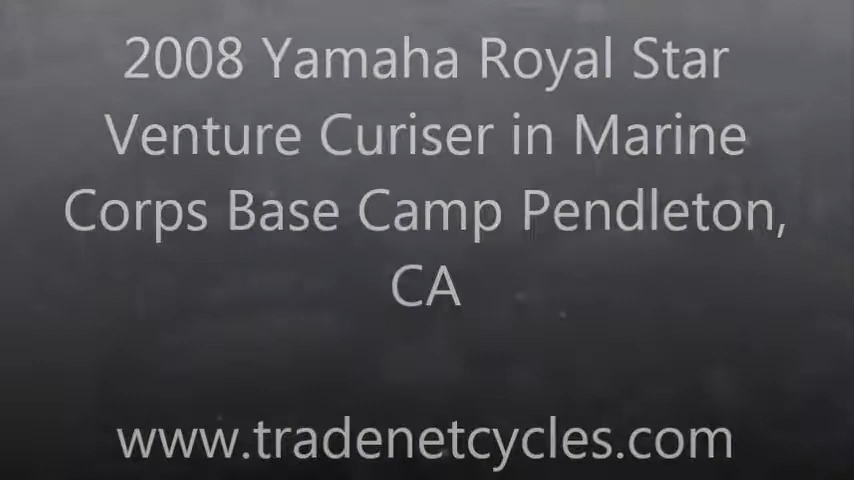 2008 Yamaha Royal Star
Venture Curiser in Marine
Corps Base Camp Pendleton,
CA
www.tradenetcycles.com